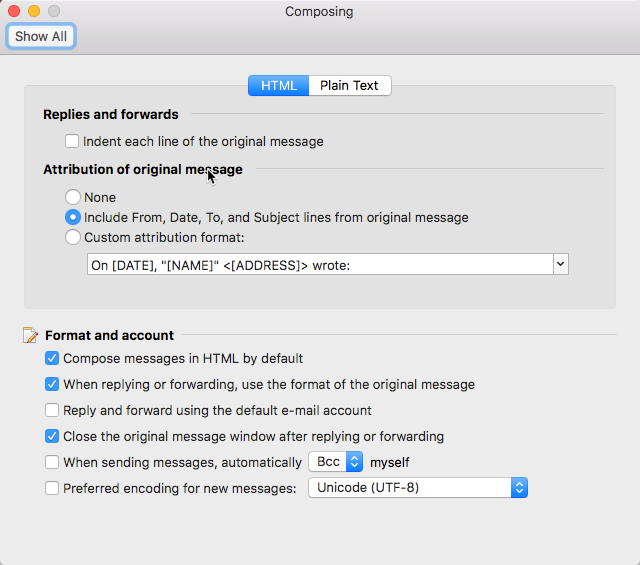 Composing
Show All
HTML Plain Text
Replies and forwards
Indent each line of the original message
Attribution of original message
None
Include From, Date, To, and Subject lines from original message
Custom attribution format:
On [DATE], "[NAME]" <[ADDRESS]> wrote:
Format and account
Compose messages in HTML by default
When replying or forwarding, use the format of the original message
Reply and forward using the default e-mail account
Close the original message window after replying or forwarding
When sending messages, automatically Bcc myself
Preferred encoding for new messages: Unicode (UTF-8)